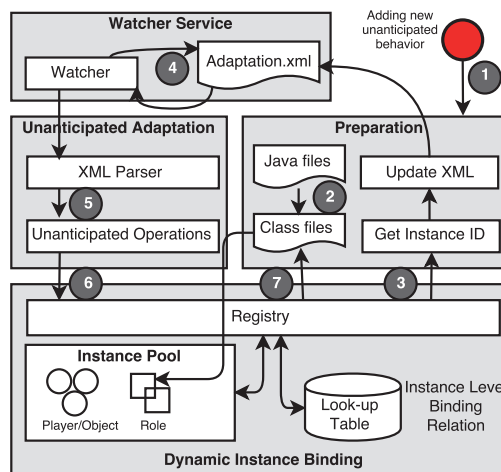 Watcher Service
Adding new
unanticipated
behavior
Watcher
4
Adaptation.xml
1
Unanticipated Adaptation
Preparation
XML Parser
Java files
Update XML
5
2
Unanticipated Operations
Class files
Get Instance ID
6
7
3
Registry
Instance Pool
Player/Object
Role
Look-up
Table
Instance Leve
Binding
Relation
Dynamic Instance Binding